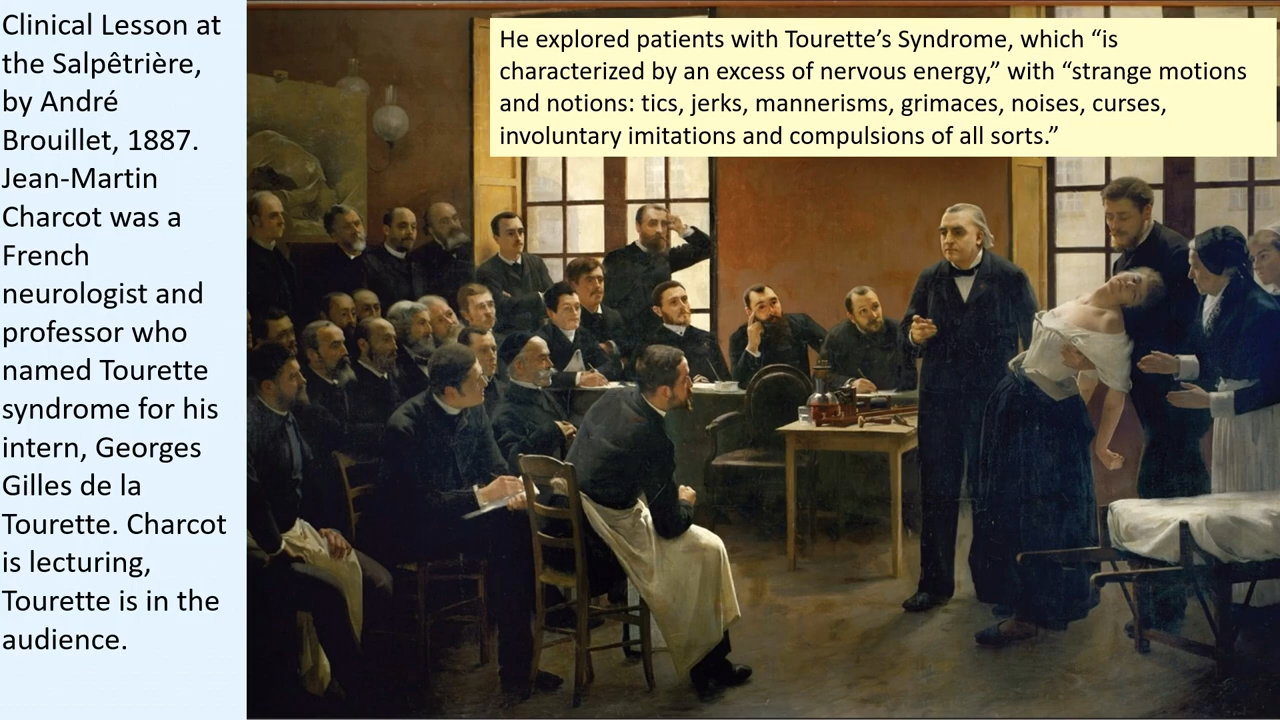 Clinical Lesson at
the Salpêtrière,
by André
Brouillet, 1887.
Jean-Martin
Charcot was a
French
neurologist and
professor who
named Tourette
syndrome for his
intern, Georges
Gilles de la
Tourette. Charcot
is lecturing,
Tourette is in the
audience.
He explored patients with Tourette’s Syndrome, which “is
characterized by an excess of nervous energy,” with “strange motions
and notions: tics, jerks, mannerisms, grimaces, noises, curses,
involuntary imitations and compulsions of all sorts.”